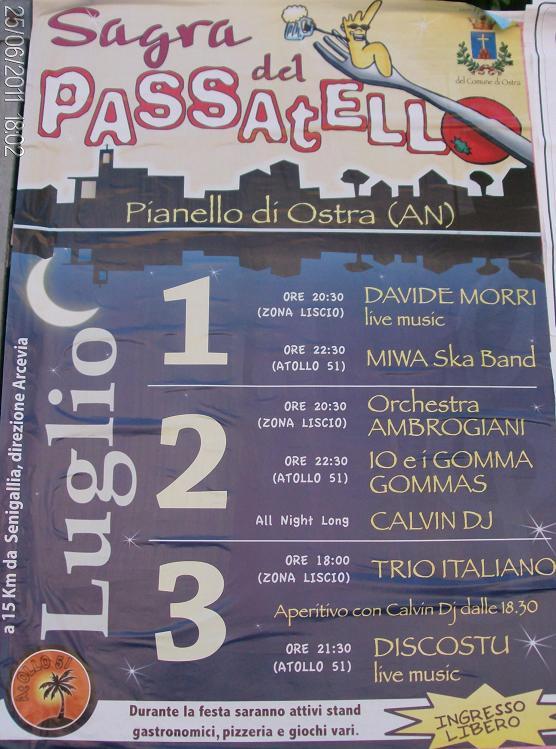 25/06/2011 18:02
Sagra
del
PASSAtELLO
del Comune di Ostra
Pianello di Ostra (AN)
a 15 Km da Senigallia, direzione Arcevia
Luglio
1
ORE 20:30
(ZONA LISCIO)
DAVIDE MORRI
live music
ORE 22:30
(ATOLLO 51)
MIWA Ska Band
2
ORE 20:30
(ZONA LISCIO)
Orchestra
AMBROGIANI
ORE 22:30
(ATOLLO 51)
IO e i GOMMA
GOMMAS
All Night Long
CALVIN DJ
3
ORE 18:00
(ZONA LISCIO)
TRIO ITALIANO
Aperitivo con Calvin Dj dalle 18.30
ORE 21:30
(ATOLLO 51)
DISCOSTU
live music
ATOLLO 51
Durante la festa saranno attivi stand
gastronomici, pizzeria e giochi vari.
INGRESSO
LIBERO